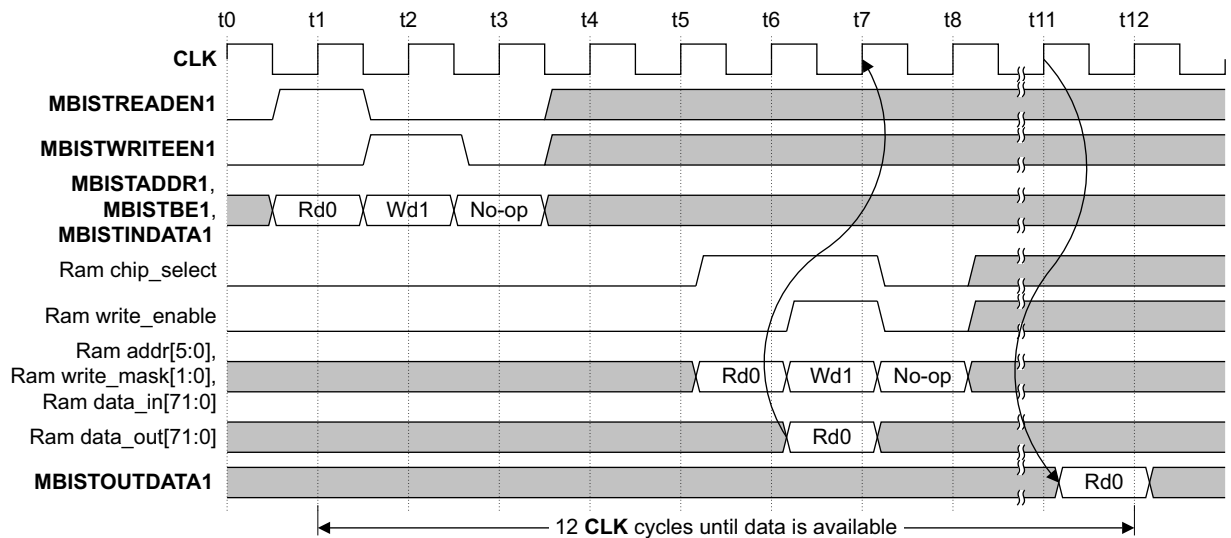 t0 t1 t2 t3 t4 t5 t6 t7 t8 t11 t12
CLK
MBISTREADEN1
MBISTWRITEEN1
MBISTADDR1,
MBISTBE1,
MBISTINDATA1
Rd0 Wd1 No-op
Ram chip_select
Ram write_enable
Ram addr[5:0],
Ram write_mask[1:0],
Ram data_in[71:0]
Rd0 Wd1 No-op
Ram data_out[71:0] Rd0
MBISTOUTDATA1 Rd0
12 CLK cycles until data is available